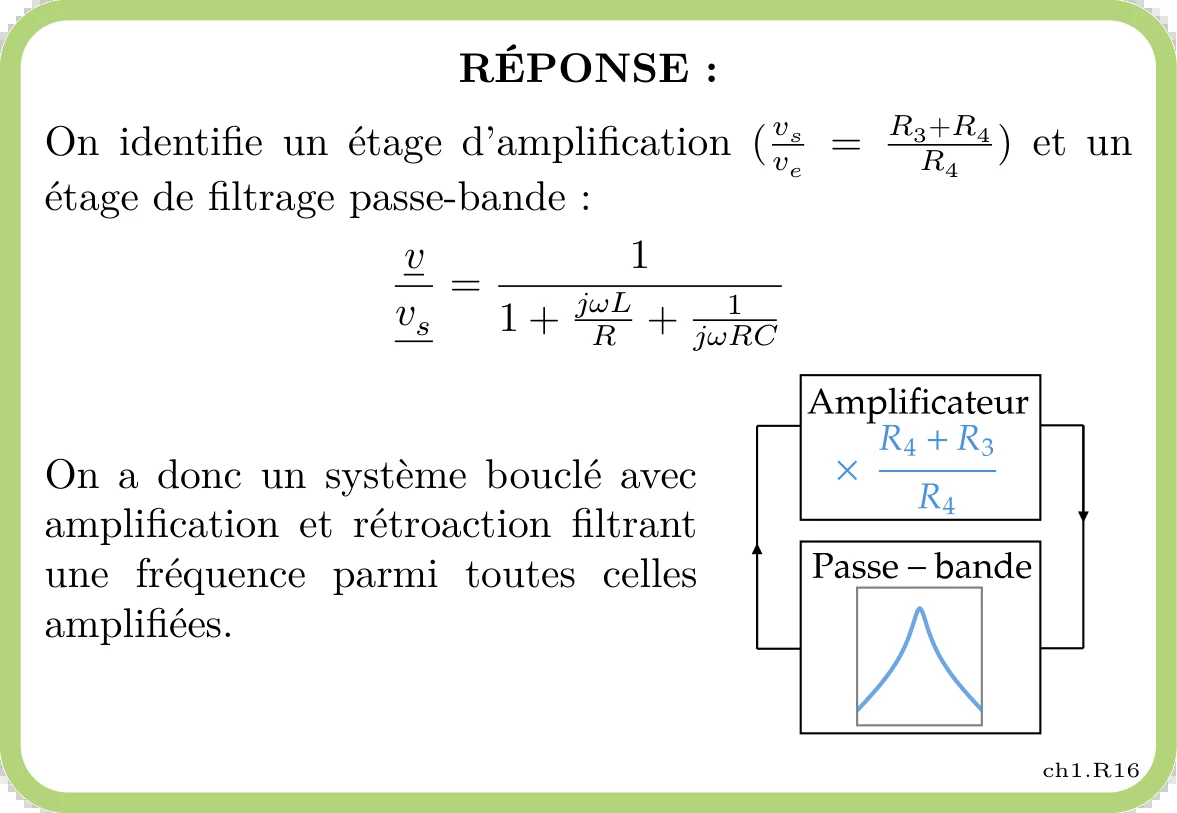 RÉPONSE :
On identifie un étage d'amplification ($\frac{v_s}{v_e} = \frac{R_3+R_4}{R_4}$) et un
étage de filtrage passe-bande :
$\frac{\underline{v}}{\underline{v_s}} = \frac{1}{1 + \frac{j\omega L}{R} + \frac{1}{j\omega RC}}$
Amplificateur
$\times \frac{R_4 + R_3}{R_4}$
On a donc un système bouclé avec
amplification et rétroaction filtrant
une fréquence parmi toutes celles
amplifiées.
Passe – bande
ch1.R16